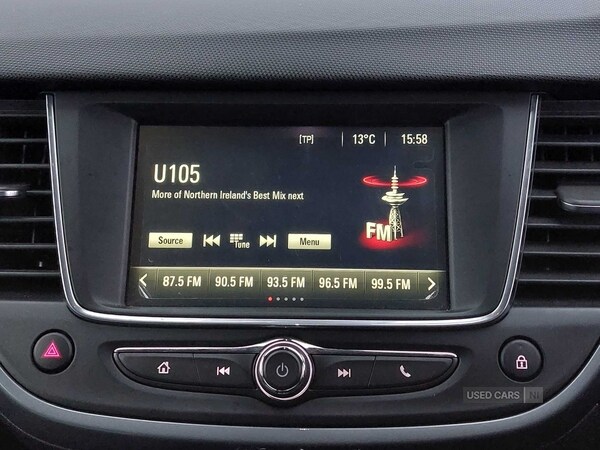 [TP] 13°C 15:58
U105
More of Northern Ireland's Best Mix next
FM
Source Tune Menu
87.5 FM 90.5 FM 93.5 FM 96.5 FM 99.5 FM
USED CARS NI